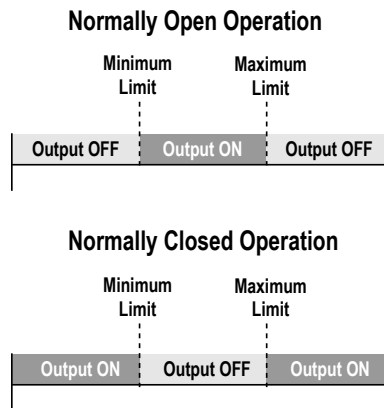 Normally Open Operation
Minimum Limit
Maximum Limit
Output OFF
Output ON
Output OFF
Normally Closed Operation
Minimum Limit
Maximum Limit
Output ON
Output OFF
Output ON